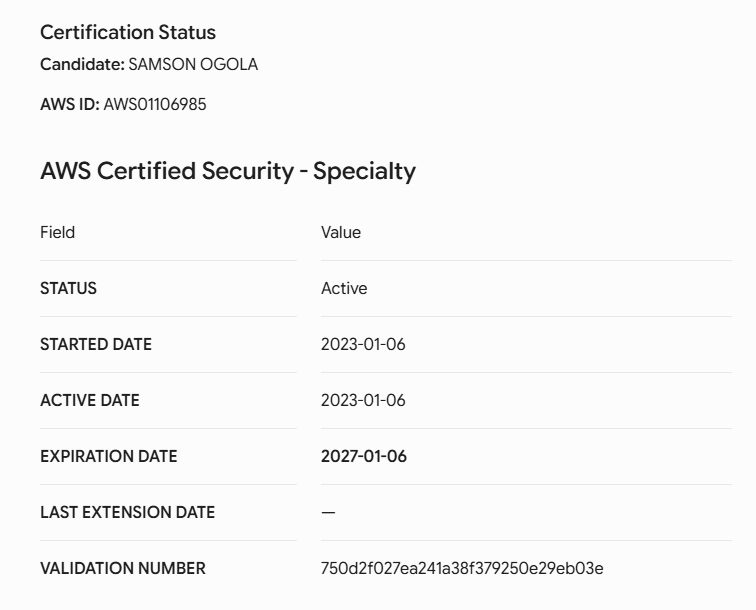 Certification Status
Candidate: SAMSON OGOLA
AWS ID: AWS01106985
AWS Certified Security - Specialty
Field Value
STATUS Active
STARTED DATE 2023-01-06
ACTIVE DATE 2023-01-06
EXPIRATION DATE 2027-01-06
LAST EXTENSION DATE —
VALIDATION NUMBER 750d2f027ea241a38f379250e29eb03e